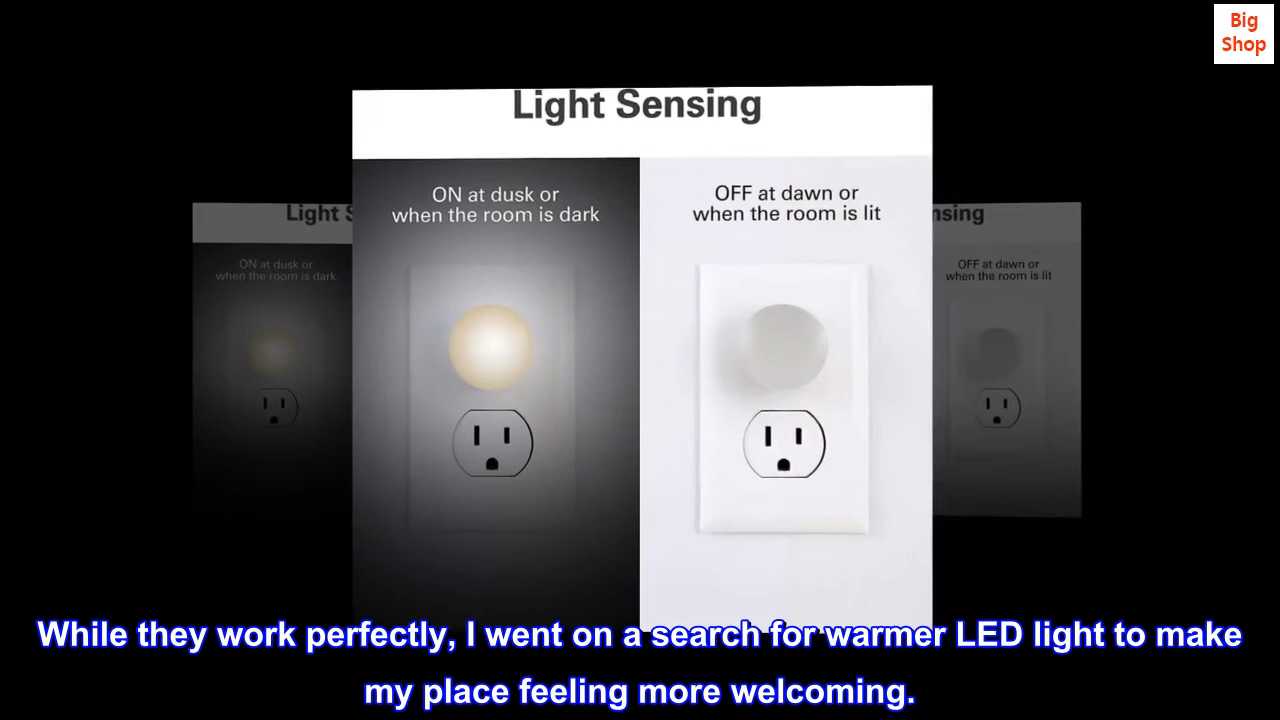 Big
Shop
Light Sensing
ON at dusk or
when the room is dark
OFF at dawn or
when the room is lit
Light S
ON at dusk or
when the room is dark
nsing
OFF at dawn or
when the room is lit
While they work perfectly, I went on a search for warmer LED light to make
my place feeling more welcoming.